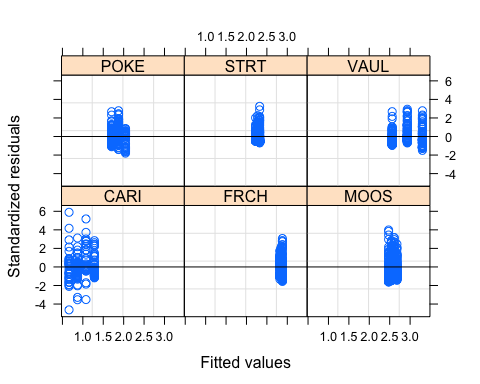 1.0 1.5 2.0 2.5 3.0
POKE STRT VAUL
6
4
2
0
-2
-4
CARI FRCH MOOS
6
4
2
0
-2
-4
1.0 1.5 2.0 2.5 3.0 1.0 1.5 2.0 2.5 3.0
Standardized residuals
Fitted values